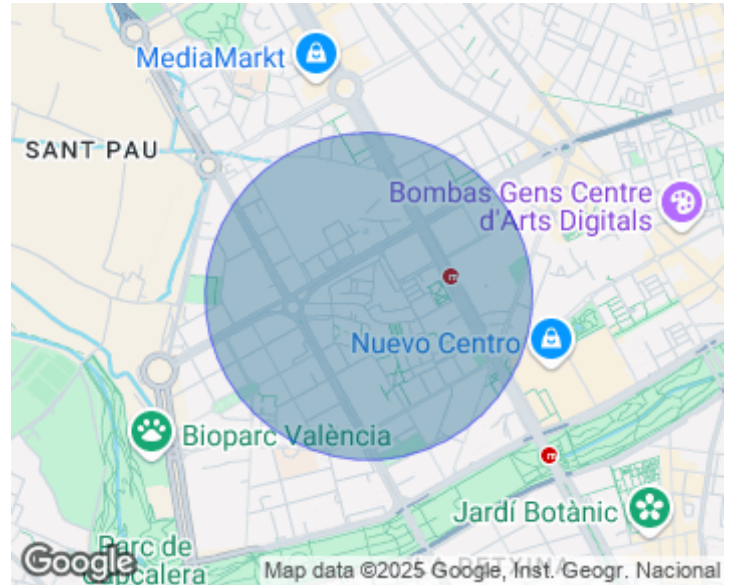 MediaMarkt
SANT PAU
Bombas Gens Centre
d'Arts Digitals
Nuevo Centro
Bioparc València
Jardí Botànic
Parc de
Capçalera
Google
Map data ©2025 Google, Inst. Geogr. Nacional